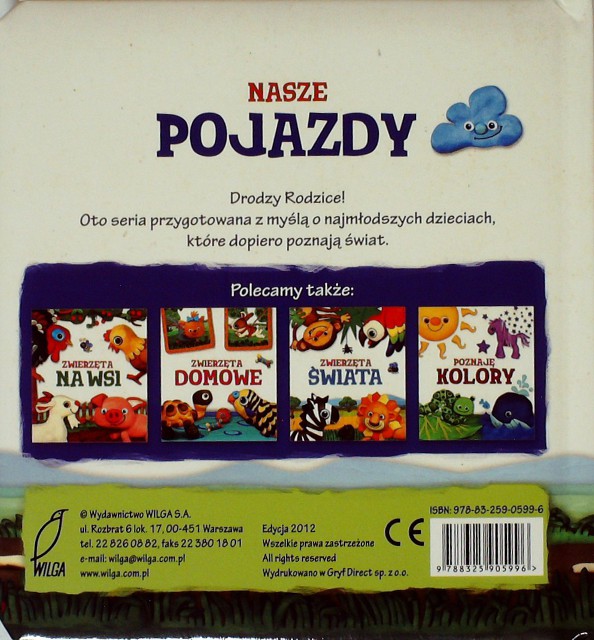 NASZE
POJAZDY
Drodzy Rodzice!
Oto seria przygotowana z myślą o najmłodszych dzieciach,
które dopiero poznają świat.
Polecamy także:
ZWIERZĘTA
NA WSI
ZWIERZĘTA
DOMOWE
ZWIERZĘTA
ŚWIATA
POZNAJĘ
KOLORY
WILGA
© Wydawnictwo WILGA S.A.
ul. Rozbrat 6 lok. 17, 00-451 Warszawa
tel. 22 826 08 82, faks 22 380 18 01
e-mail: wilga@wilga.com.pl
www.wilga.com.pl
Edycja 2012
Wszelkie prawa zastrzeżone
All rights reserved
Wydrukowano w Gryf Direct sp. z o.o.
CE
ISBN: 978-83-259-0599-6
9 788325 905996 >